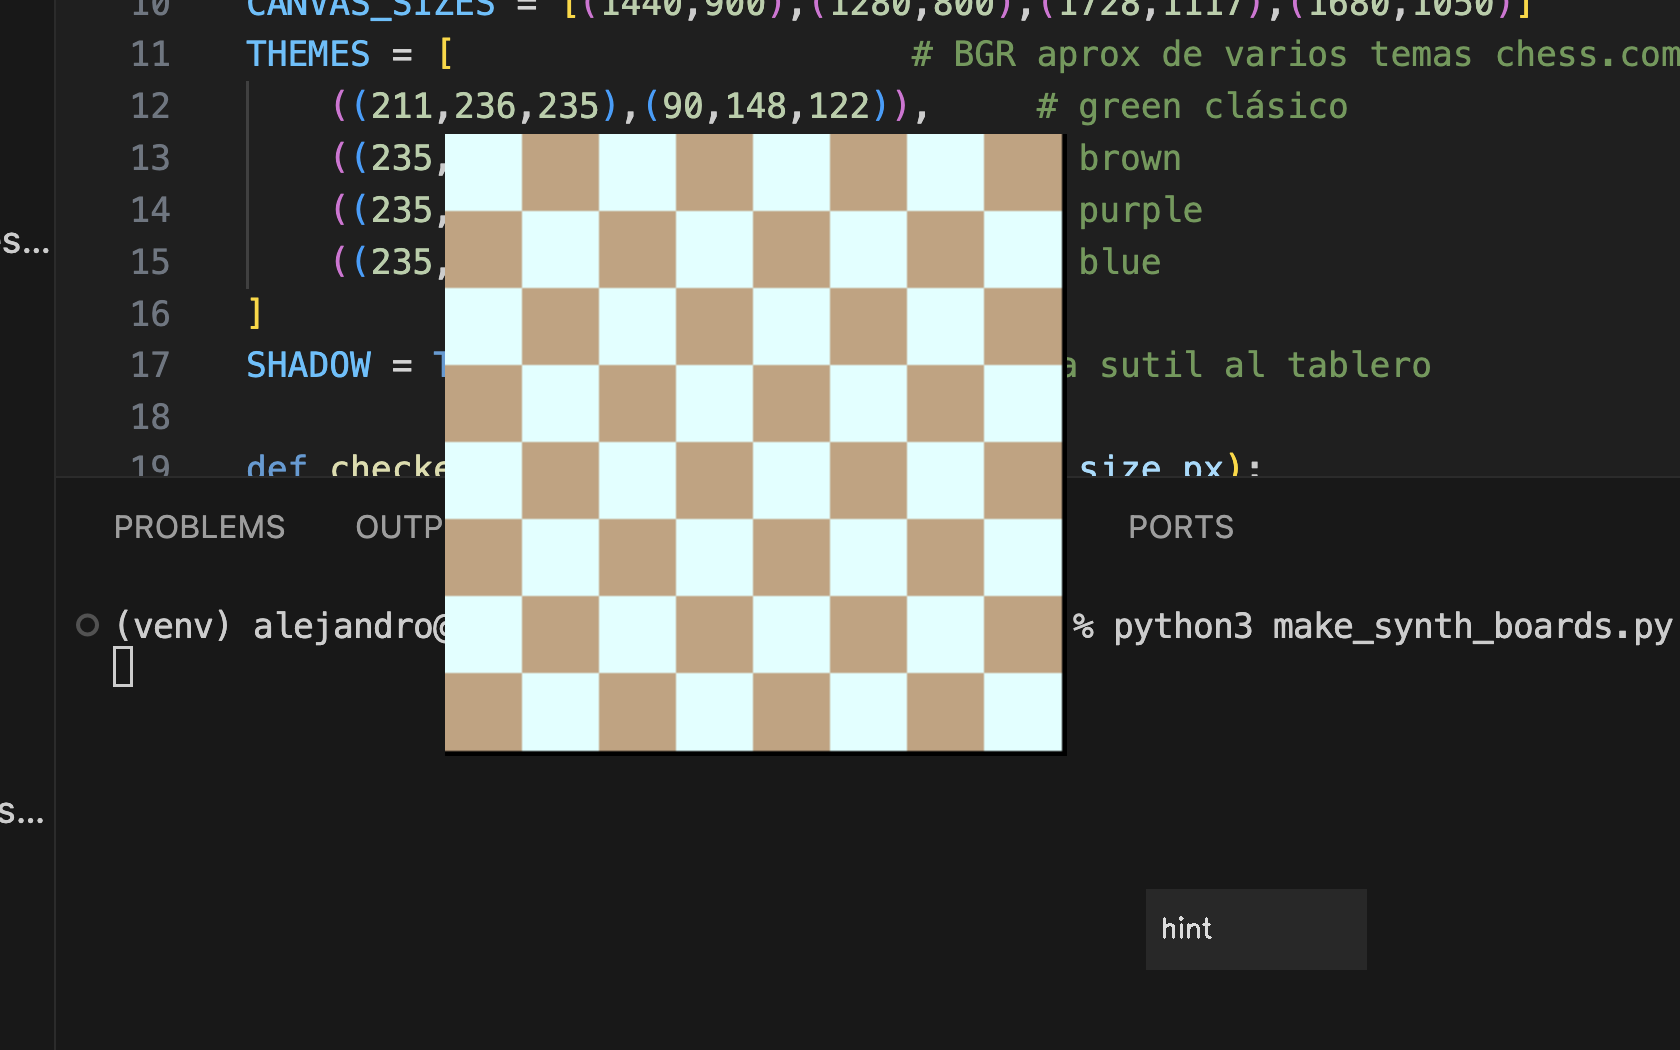 10 CANVAS_SIZES = [(1440,900),(1280,800),(1728,1117),(1680,1050)]
11 THEMES = [ # BGR aprox de varios temas chess.com
12 ((211,236,235),(90,148,122)), # green clásico
13 ((235, brown
14 ((235, purple
15 ((235, blue
16 ]
17 SHADOW = sutil al tablero
18
19 def size_px):
PROBLEMS PORTS
(venv) alejandro@ % python3 make_synth_boards.py
hint